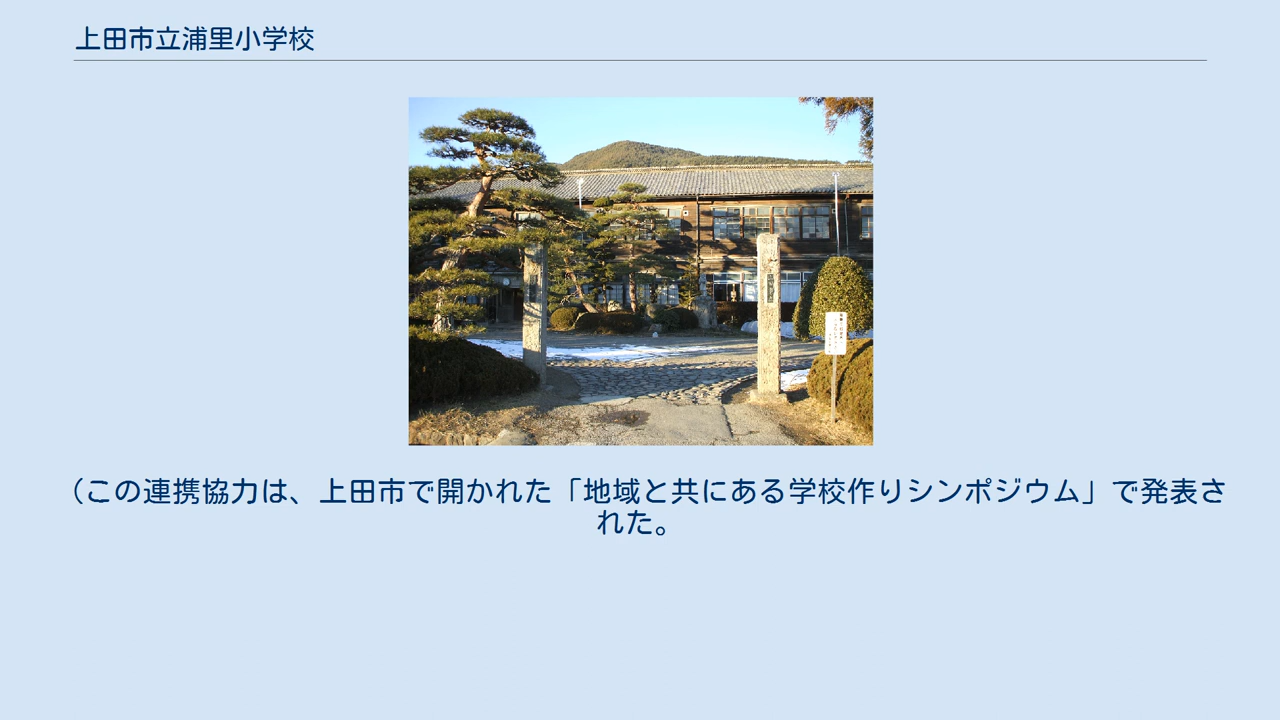 上田市立浦里小学校
（この連携協力は、上田市で開かれた「地域と共にある学校作りシンポジウム」で発表さ
れた。